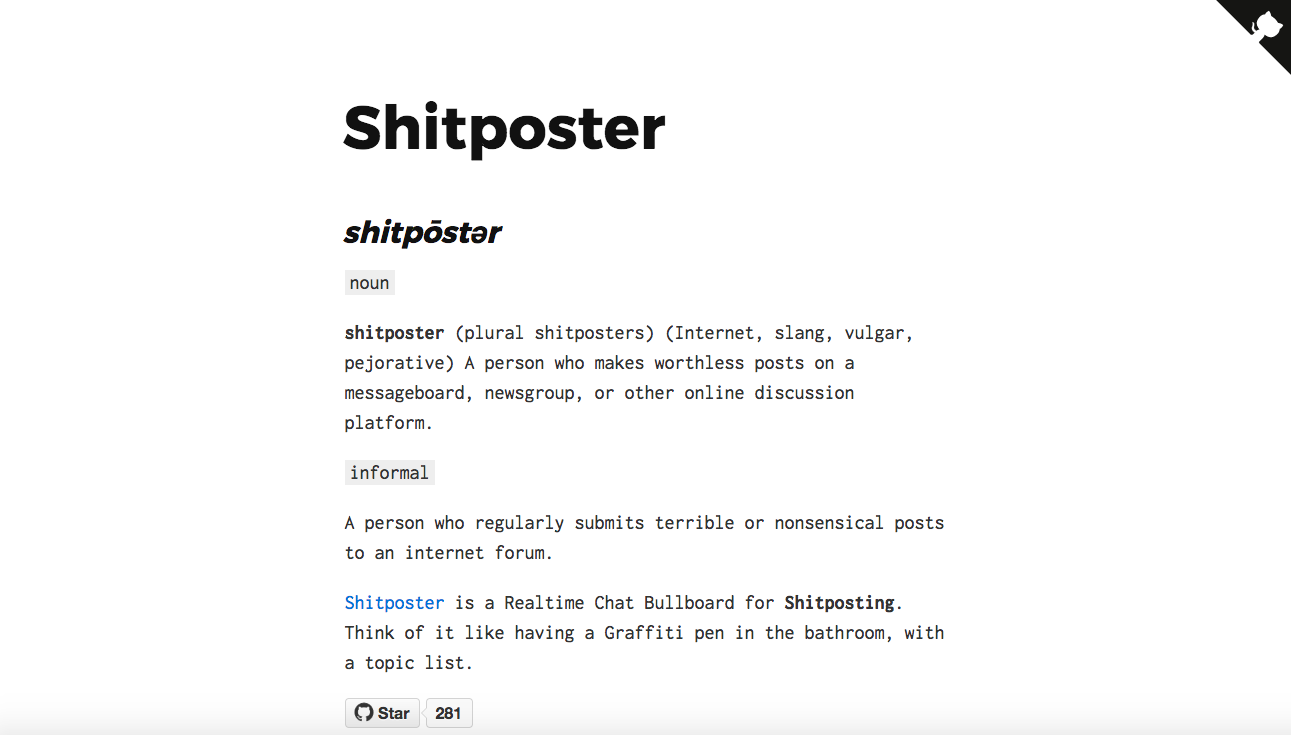 Shitposter
shitpōstər
noun
shitposter (plural shitposters) (Internet, slang, vulgar,
pejorative) A person who makes worthless posts on a
messageboard, newsgroup, or other online discussion
platform.
informal
A person who regularly submits terrible or nonsensical posts
to an internet forum.
Shitposter is a Realtime Chat Bullboard for Shitposting.
Think of it like having a Graffiti pen in the bathroom, with
a topic list.
Star 281